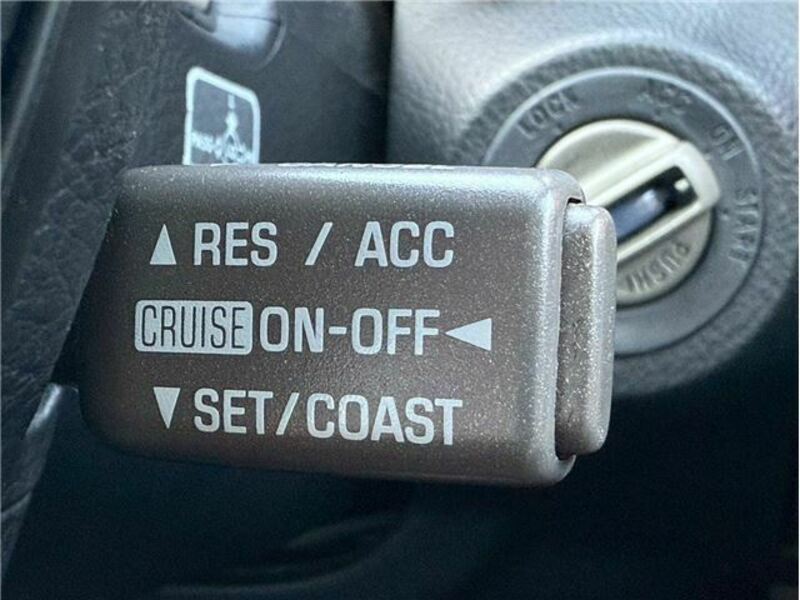 LOCK
ACC
ON
START
PUSH
▲ RES / ACC
CRUISE ON-OFF ◀
▼ SET/COAST